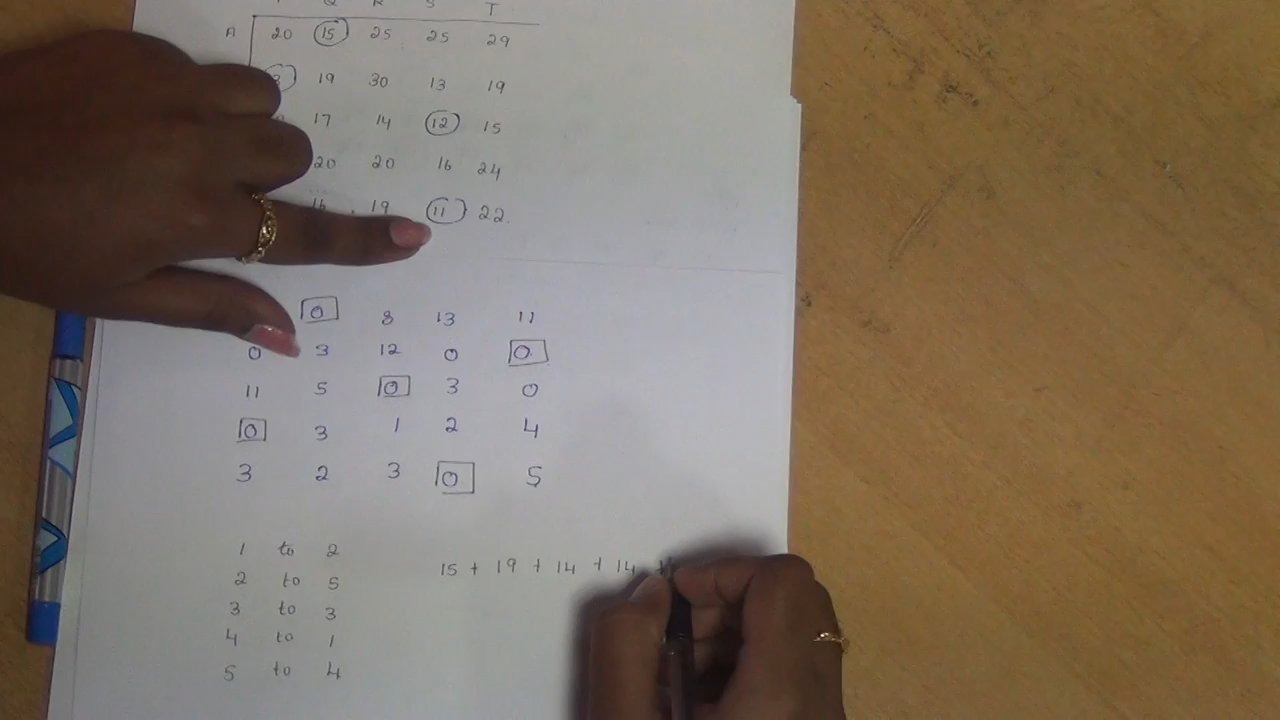 T
A 20 15 25 25 29
19 30 13 19
17 14 12 15
20 20 16 24
16 19 11 22.
0 8 13 11
0 3 12 0 0
11 5 0 3 0
0 3 1 2 4
3 2 3 0 5
1 to 2
2 to 5
3 to 3
4 to 1
5 to 4
15 + 19 + 14 + 14